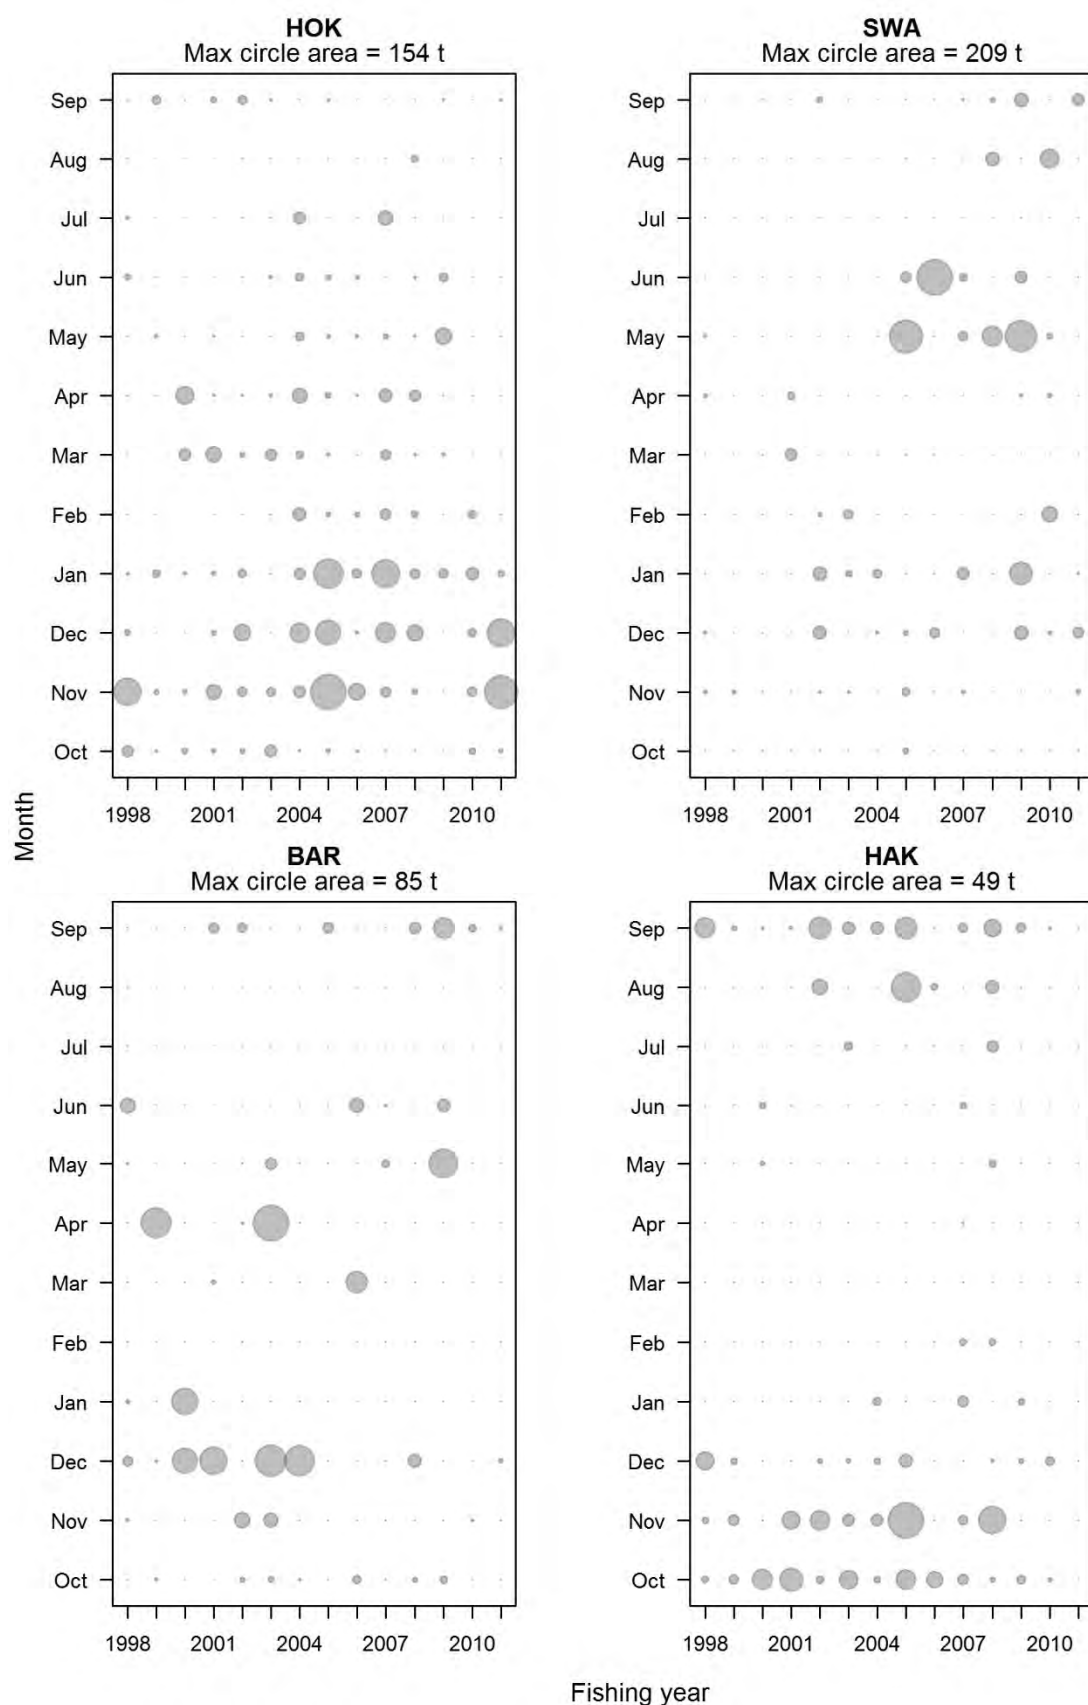 HOK
Max circle area = 154 t
Sep
Aug
Jul
Jun
May
Apr
Mar
Feb
Jan
Dec
Nov
Oct
1998 2001 2004 2007 2010
SWA
Max circle area = 209 t
Sep
Aug
Jul
Jun
May
Apr
Mar
Feb
Jan
Dec
Nov
Oct
1998 2001 2004 2007 2010
Month
BAR
Max circle area = 85 t
Sep
Aug
Jul
Jun
May
Apr
Mar
Feb
Jan
Dec
Nov
Oct
1998 2001 2004 2007 2010
HAK
Max circle area = 49 t
Sep
Aug
Jul
Jun
May
Apr
Mar
Feb
Jan
Dec
Nov
Oct
1998 2001 2004 2007 2010
Fishing year